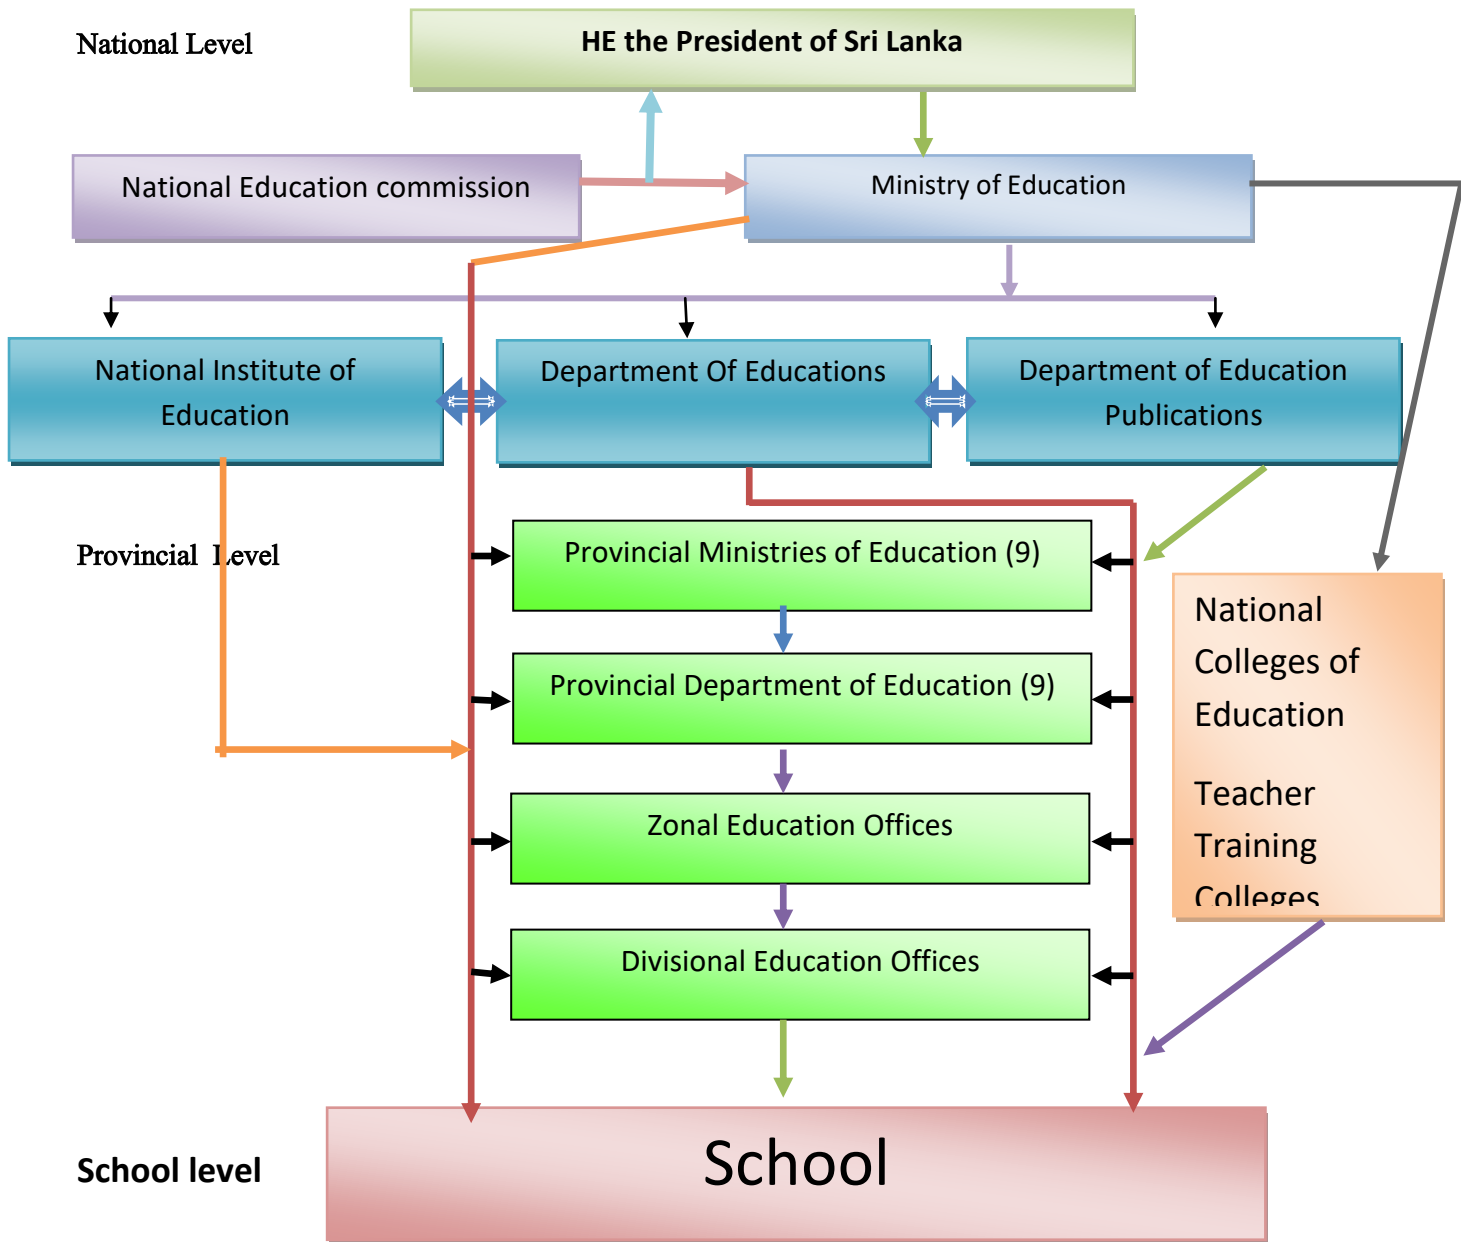 National Level
HE the President of Sri Lanka
National Education commission
Ministry of Education
National Institute of
Education
Department Of Educations
Department of Education
Publications
Provincial Level
Provincial Ministries of Education (9)
Provincial Department of Education (9)
Zonal Education Offices
Divisional Education Offices
National
Colleges of
Education
Teacher
Training
Colleges
School level
School